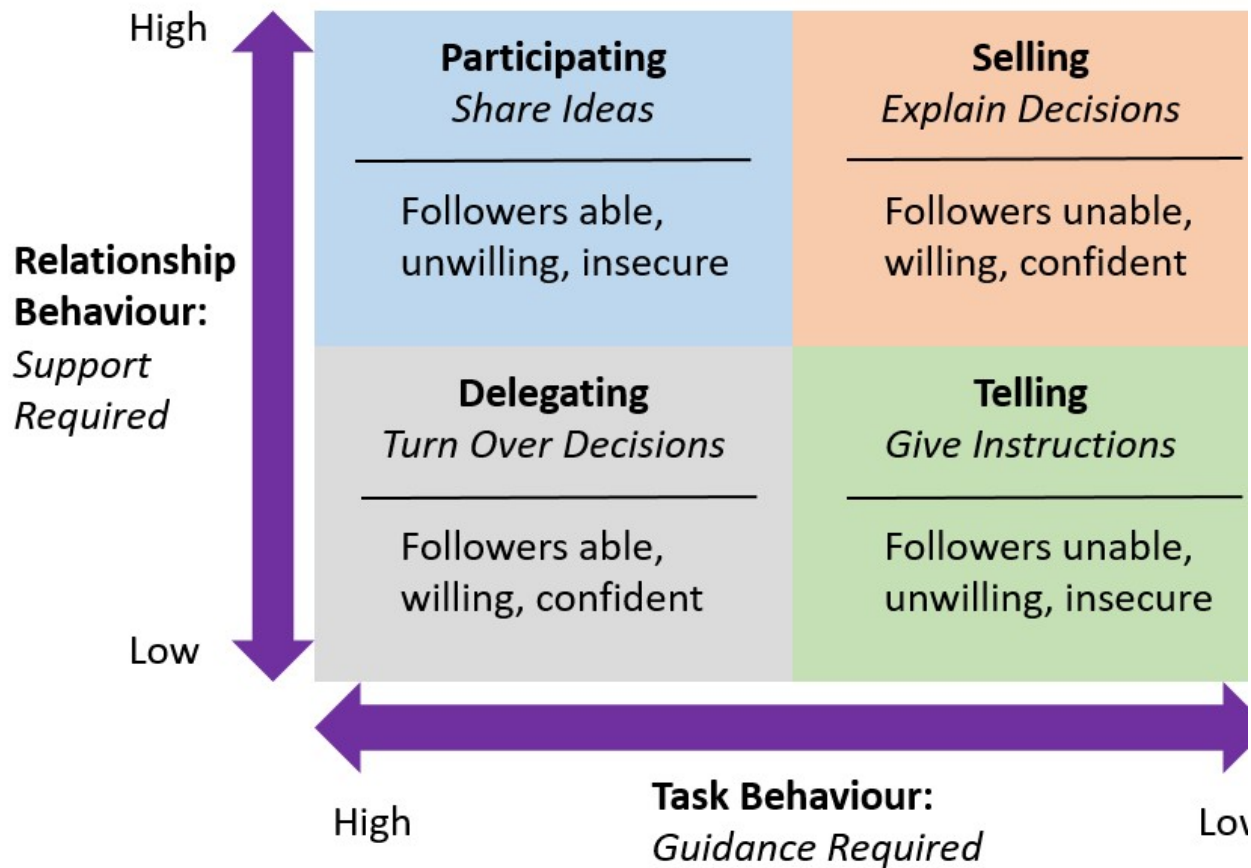 High
Participating
Share Ideas
Followers able,
unwilling, insecure
Selling
Explain Decisions
Followers unable,
willing, confident
Relationship
Behaviour:
Support
Required
Delegating
Turn Over Decisions
Followers able,
willing, confident
Telling
Give Instructions
Followers unable,
unwilling, insecure
Low
High
Task Behaviour:
Guidance Required
Low